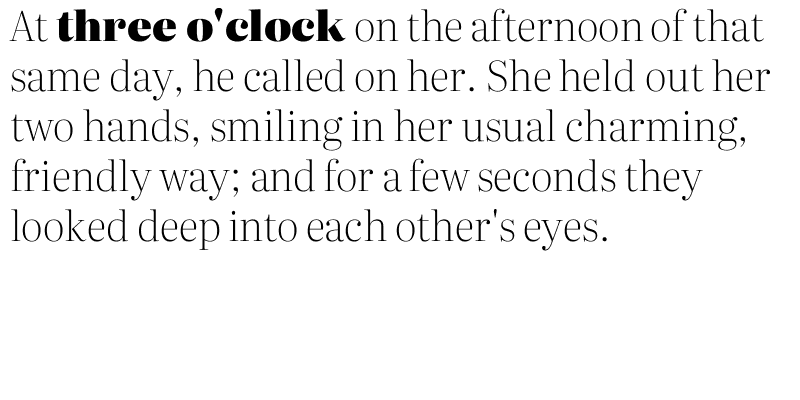 At three o'clock on the afternoon of that
same day, he called on her. She held out her
two hands, smiling in her usual charming,
friendly way; and for a few seconds they
looked deep into each other's eyes.